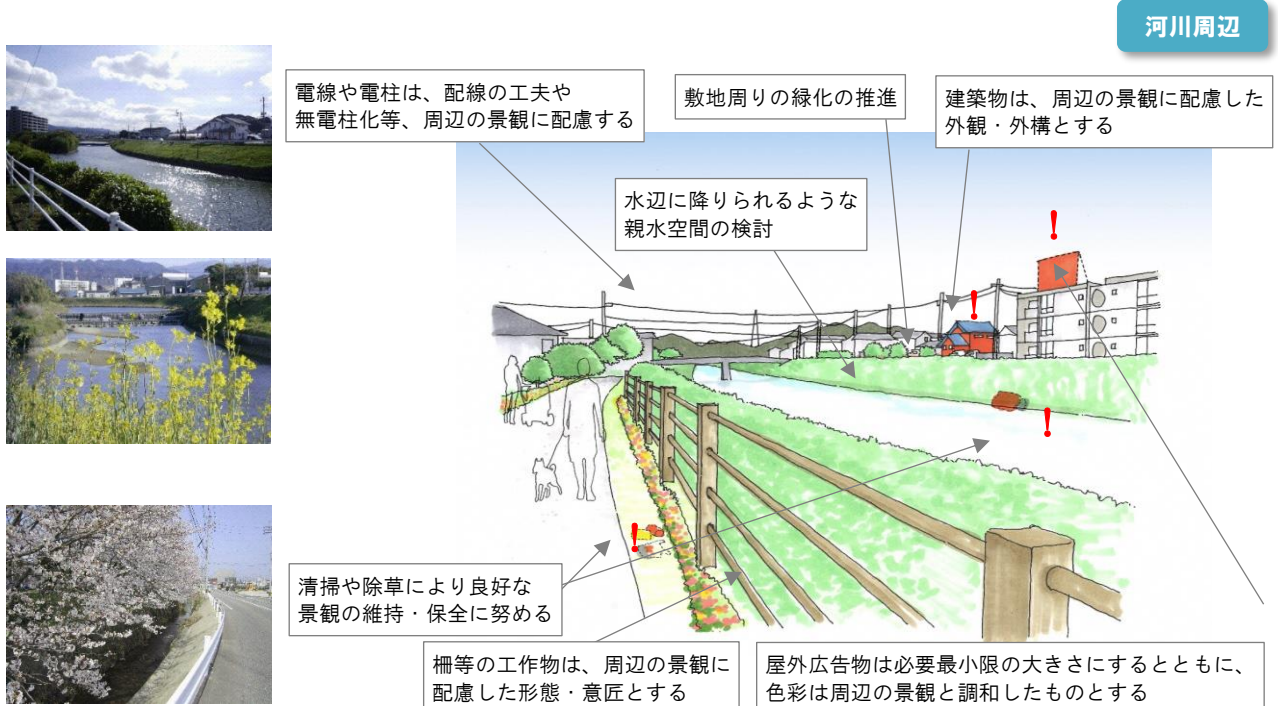 河川周辺
電線や電柱は、配線の工夫や
無電柱化等、周辺の景観に配慮する
敷地周りの緑化の推進
建築物は、周辺の景観に配慮した
外観・外構とする
水辺に降りられるような
親水空間の検討
清掃や除草により良好な
景観の維持・保全に努める
柵等の工作物は、周辺の景観に
配慮した形態・意匠とする
屋外広告物は必要最小限の大きさにするとともに、
色彩は周辺の景観と調和したものとする